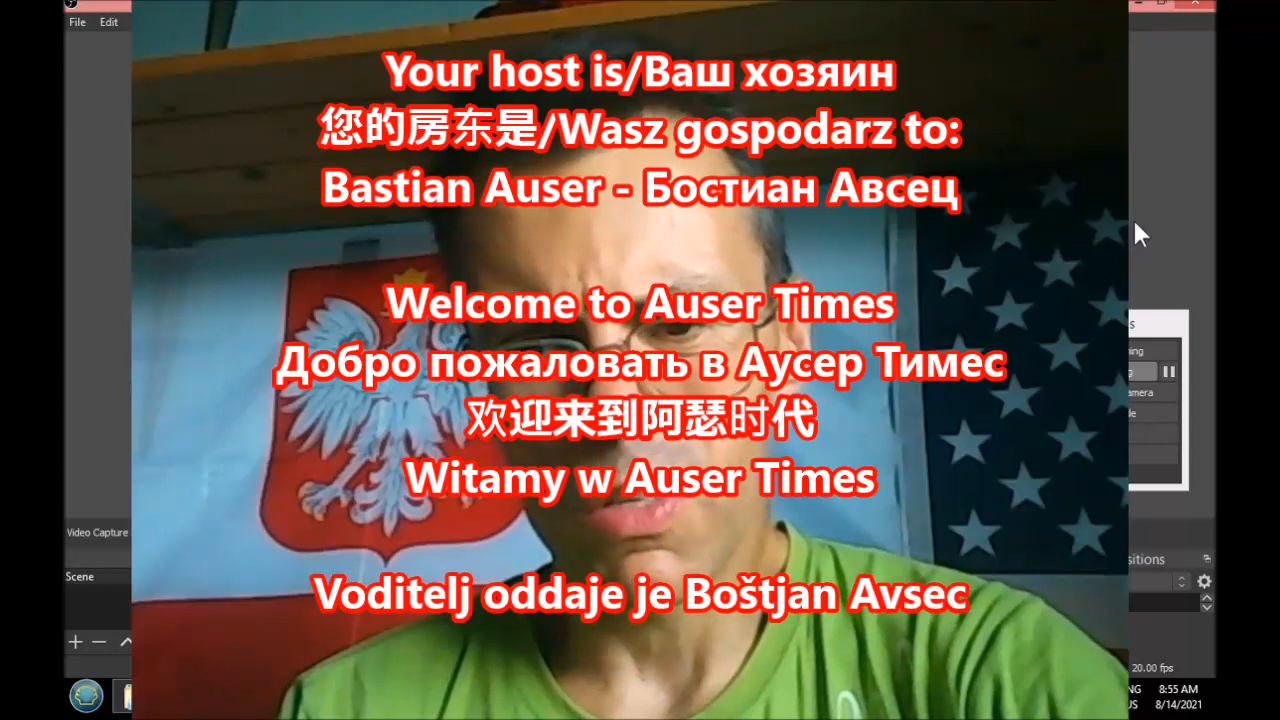 File Edit
Your host is/Ваш хозяин
您的房东是/Wasz gospodarz to:
Bastian Auser - Бостиан Авсец
Welcome to Auser Times
Добро пожаловать в Аусер Тимес
欢迎来到阿瑟时代
Witamy w Auser Times
Voditelj oddaje je Boštjan Avsec
Video Capture
Scene
20.00 fps
8:55 AM
8/14/2021